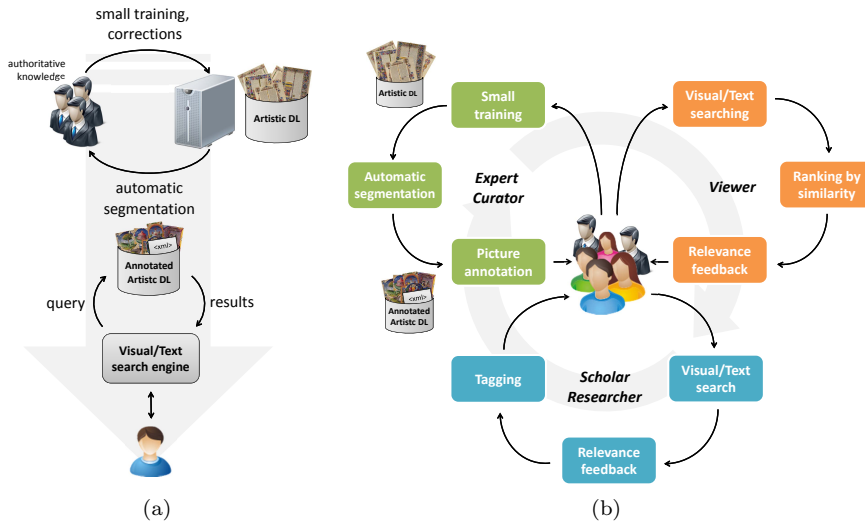 small training,
corrections
authoritative
knowledge
Artistic DL
automatic
segmentation
<xml>
Annotated
Artistc DL
query
results
Visual/Text
search engine
(a)
Artistic DL
Small
training
Visual/Text
searching
Automatic
segmentation
Expert
Curator
Viewer
Ranking by
similarity
Picture
annotation
Relevance
feedback
<xml>
Annotated
Artistc DL
Tagging
Scholar
Researcher
Visual/Text
search
Relevance
feedback
(b)